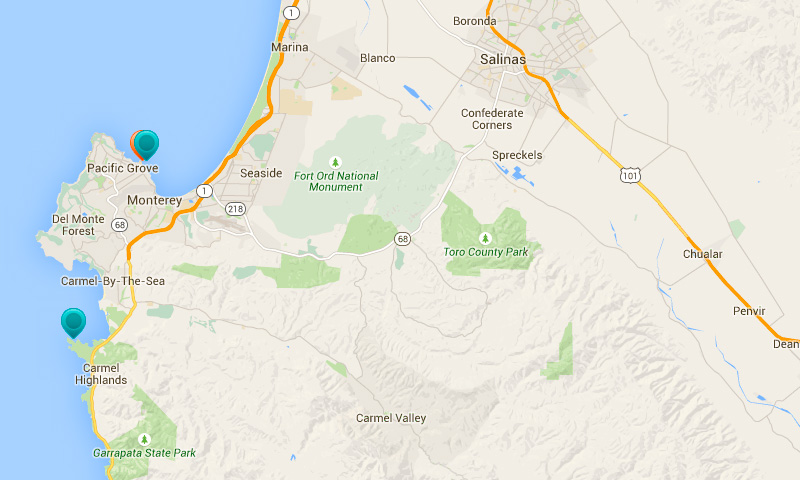 Boronda
1
Marina
Blanco
Salinas
Confederate
Corners
Spreckels
Pacific Grove
Seaside
Fort Ord National
Monument
101
1
Monterey
218
Del Monte
Forest
68
68
Toro County Park
Chualar
Carmel-By-The-Sea
Penvir
Dean
Carmel
Highlands
Carmel Valley
Garrapata State Park